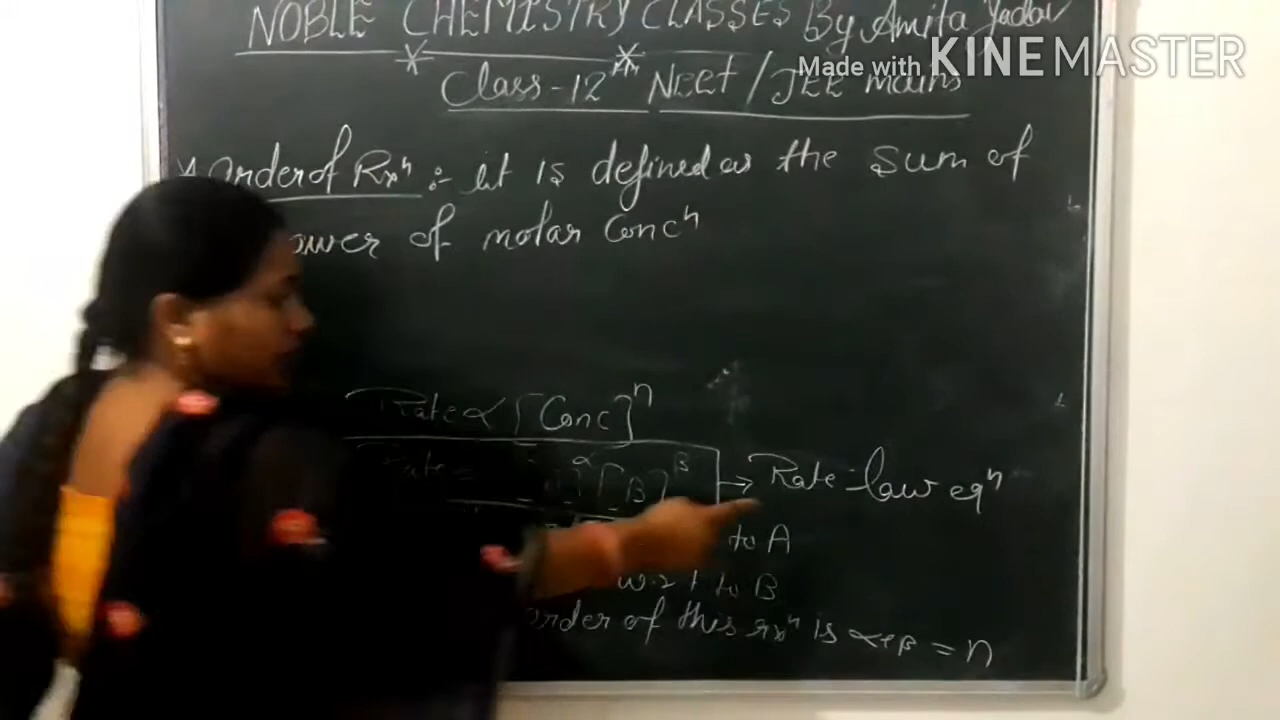 NOBLE CHEMISTRY CLASSES By Amita Yadav
Made with KINEMASTER
Class-12th NEET/JEE mains
Order of Rxⁿ :- it is defined as the sum of
ower of molar Concⁿ
Rate ∝ [Conc]ⁿ
Rate = ]^α [B]^β → Rate-law eqⁿ
to A
w.r.t to B
order of this rxⁿ is α+β = n